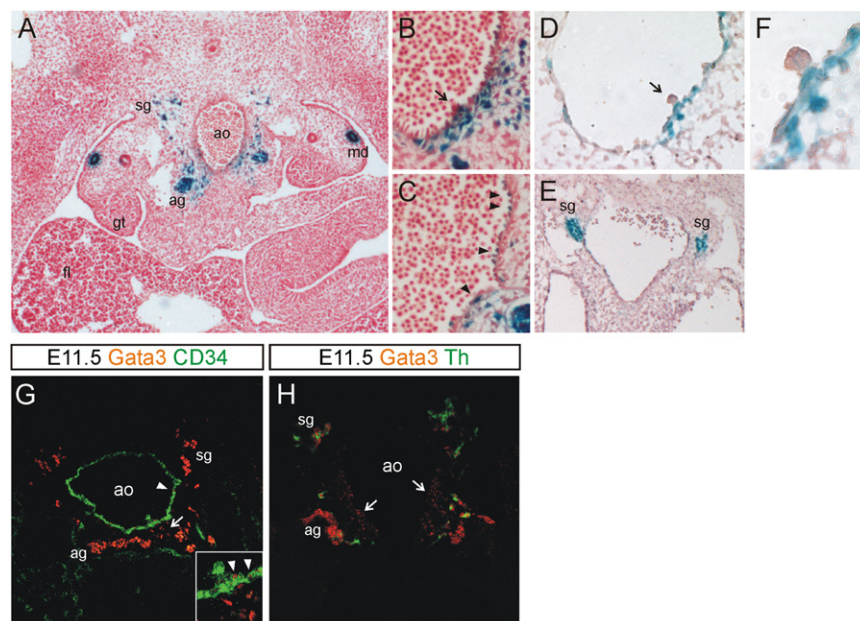 A
sg
ao
md
ag
gt
fl
B
C
D
E
sg
sg
F
E11.5 Gata3 CD34
G
sg
ao
ag
E11.5 Gata3 Th
H
sg
ao
ag